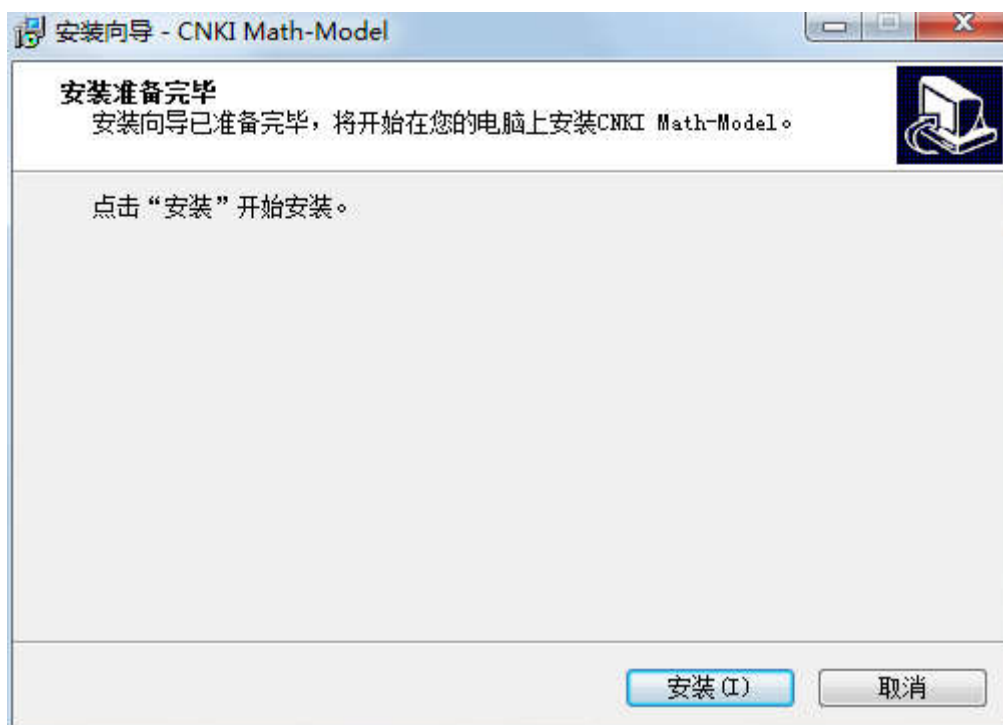 安装向导 - CNKI Math-Model
安装准备完毕
安装向导已准备完毕，将开始在您的电脑上安装CNKI Math-Model。
点击“安装”开始安装。
安装(I)
取消